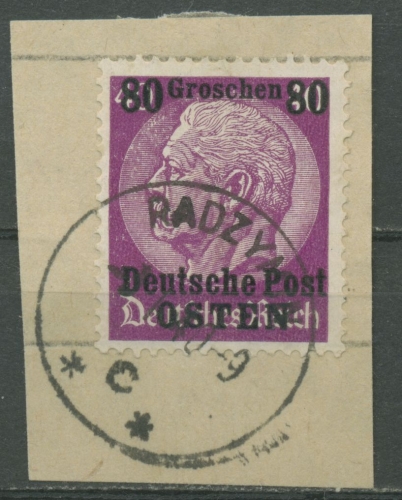 80 Groschen 80
RADZY
Deutsche Post
Deutsches Reich
OSTEN
* C *